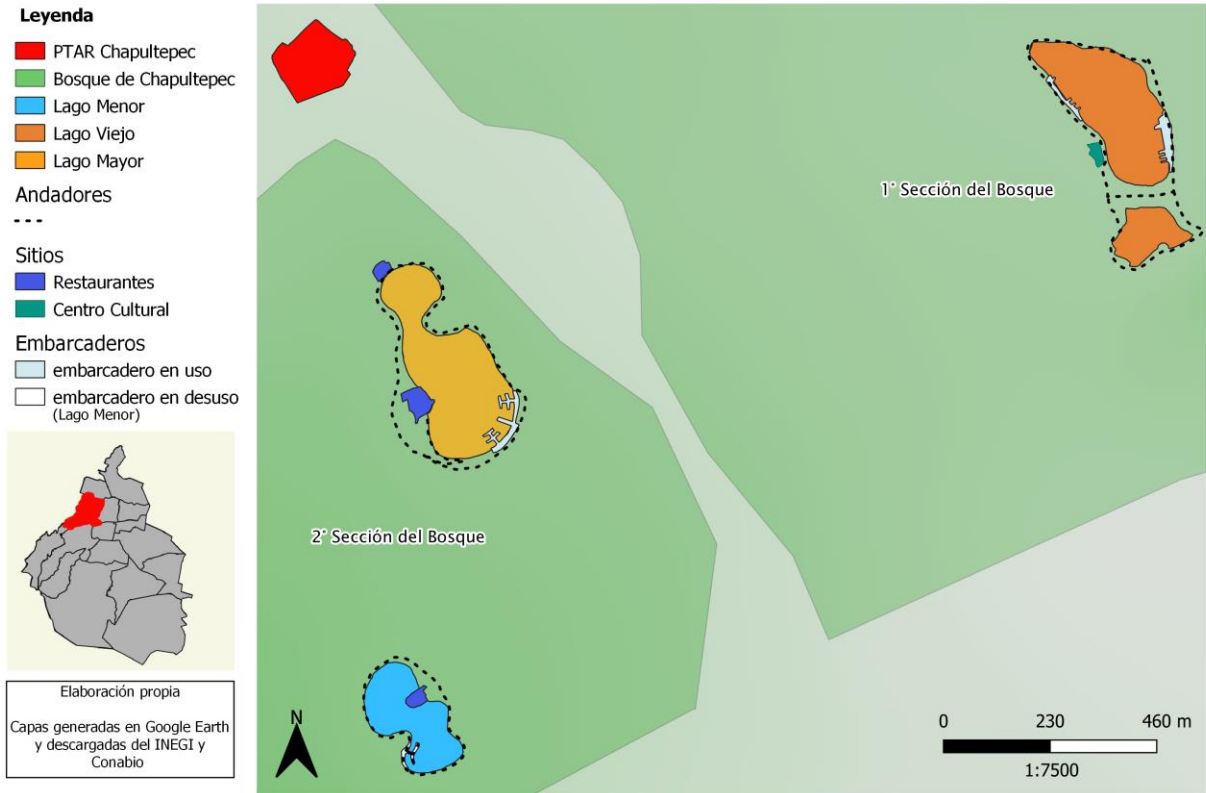 Leyenda
PTAR Chapultepec
Bosque de Chapultepec
Lago Menor
Lago Viejo
Lago Mayor
Andadores
Sitios
Restaurantes
Centro Cultural
Embarcaderos
embarcadero en uso
embarcadero en desuso
(Lago Menor)
Elaboración propia
Capas generadas en Google Earth
y descargadas del INEGI y
Conabio
1° Sección del Bosque
2° Sección del Bosque
N
0 230 460 m
1:7500